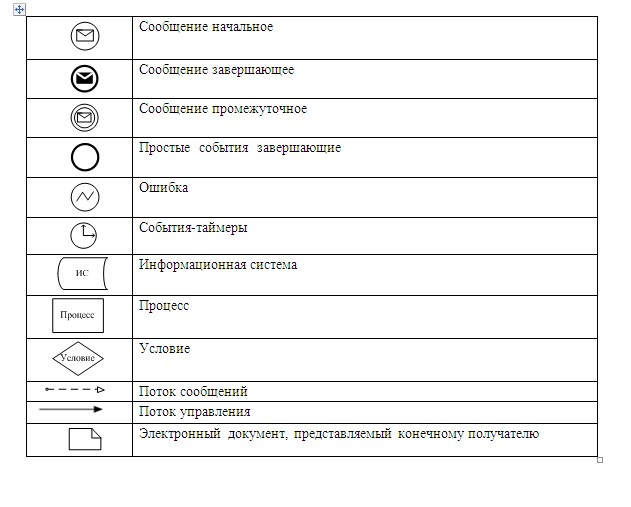 Сообщение начальное
Сообщение завершающее
Сообщение промежуточное
Простые события завершающие
Ошибка
События-таймеры
ИС
Информационная система
Процесс
Процесс
Условие
Условие
Поток сообщений
Поток управления
Электронный документ, представляемый конечному получателю